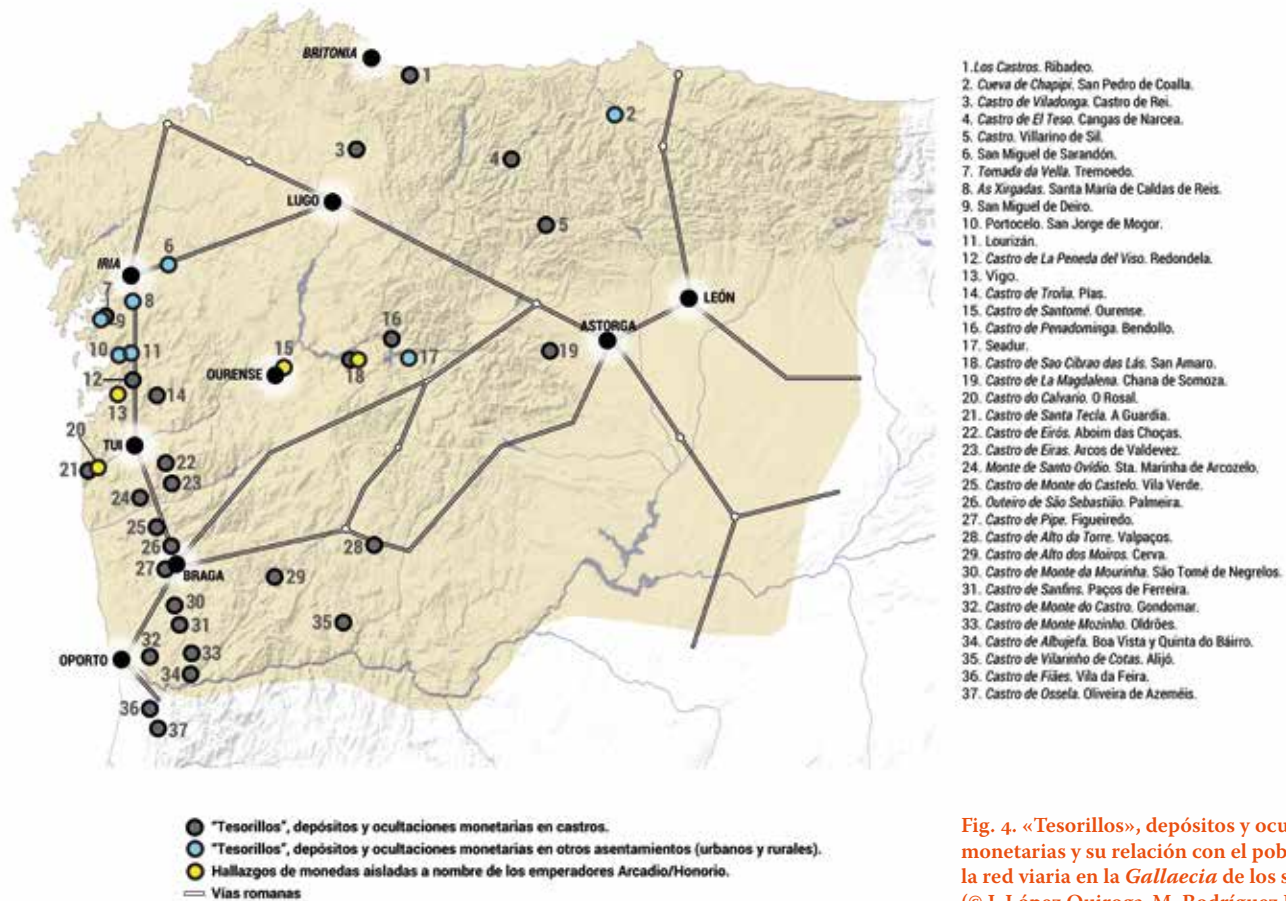 BRITONIA
1
2
3
4
LUGO
5
6
IRIA
7
8
9
LEÓN
16
ASTORGA
10
11
15
17
19
OURENSE
18
12
14
13
20
TUI
21
22
23
24
25
26
28
27
BRAGA
29
30
31
35
32
33
OPORTO
34
36
37
1.Los Castros. Ribadeo.
2. Cueva de Chapipi. San Pedro de Coalla.
3. Castro de Viladonga. Castro de Rei.
4. Castro de El Teso. Cangas de Narcea.
5. Castro. Villarino de Sil.
6. San Miguel de Sarandón.
7. Tomada da Vella. Tremoedo.
8. As Xirgadas. Santa María de Caldas de Reis.
9. San Miguel de Deiro.
10. Portocelo. San Jorge de Mogor.
11. Lourizán.
12. Castro de La Peneda del Viso. Redondela.
13. Vigo.
14. Castro de Troña. Pías.
15. Castro de Santomé. Ourense.
16. Castro de Penadominga. Bendollo.
17. Seadur.
18. Castro de Sao Cibrao das Lás. San Amaro.
19. Castro de La Magdalena. Chana de Somoza.
20. Castro do Calvario. O Rosal.
21. Castro de Santa Tecla. A Guardia.
22. Castro de Eirós. Aboim das Choças.
23. Castro de Eiras. Arcos de Valdevez.
24. Monte de Santo Ovídio. Sta. Marinha de Arcozelo.
25. Castro de Monte do Castelo. Vila Verde.
26. Outeiro de São Sebastião. Palmeira.
27. Castro de Pipe. Figueiredo.
28. Castro de Alto da Torre. Valpaços.
29. Castro de Alto dos Moiros. Cerva.
30. Castro de Monte da Mourinha. São Tomé de Negrelos.
31. Castro de Sanfins. Paços de Ferreira.
32. Castro de Monte do Castro. Gondomar.
33. Castro de Monte Mozinho. Oldrões.
34. Castro de Albujefa. Boa Vista y Quinta do Báirro.
35. Castro de Vilarinho de Cotas. Alijó.
36. Castro de Fiães. Vila da Feira.
37. Castro de Ossela. Oliveira de Azeméis.
"Tesorillos", depósitos y ocultaciones monetarias en castros.
"Tesorillos", depósitos y ocultaciones monetarias en otros asentamientos (urbanos y rurales).
Hallazgos de monedas aisladas a nombre de los emperadores Arcadio/Honorio.
Vías romanas
Fig. 4. «Tesorillos», depósitos y ocu
monetarias y su relación con el pob
la red viaria en la Gallaecia de los s